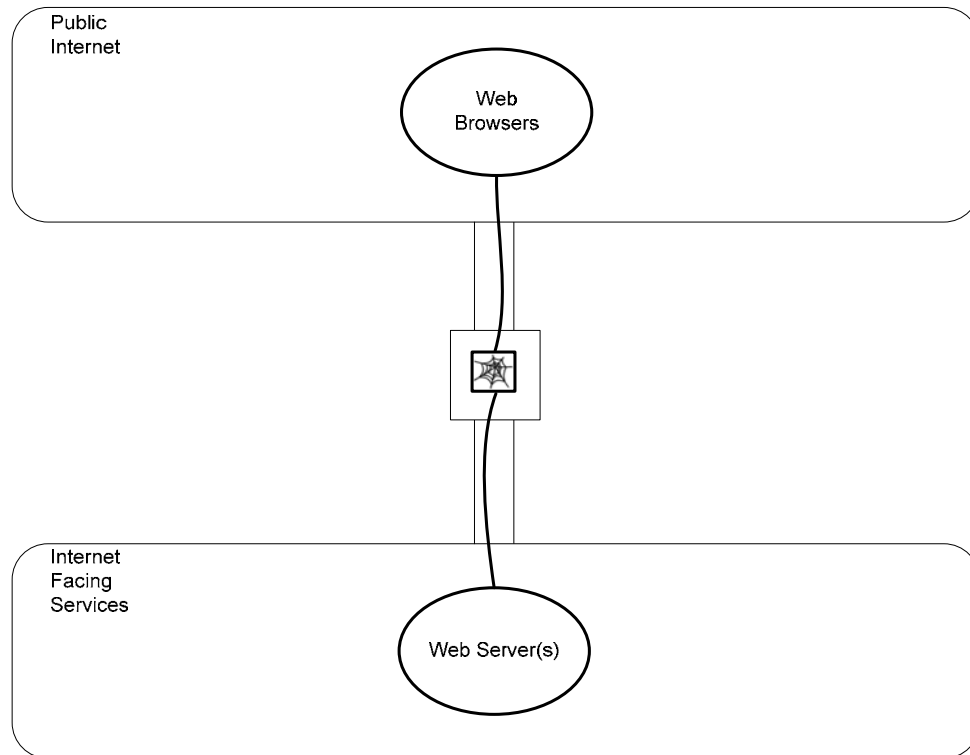 Public
Internet
Web
Browsers
Internet
Facing
Services
Web Server(s)